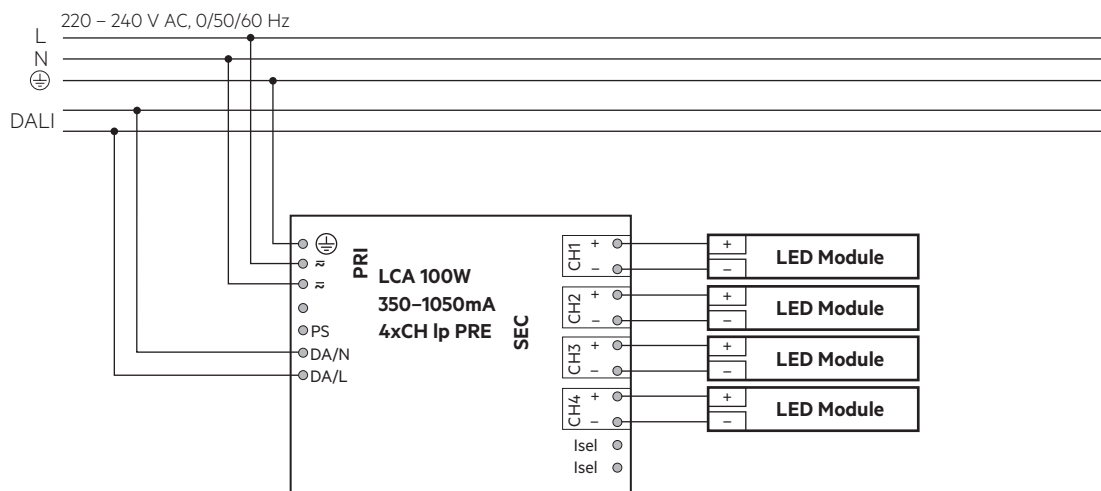 220 – 240 V AC, 0/50/60 Hz
L
N
DALI
PRI
LCA 100W
350–1050mA
4xCH lp PRE
SEC
≂
≂
PS
DA/N
DA/L
CH1
+
–
+
–
LED Module
CH2
+
–
+
–
LED Module
CH3
+
–
+
–
LED Module
CH4
+
–
+
–
LED Module
Isel
Isel